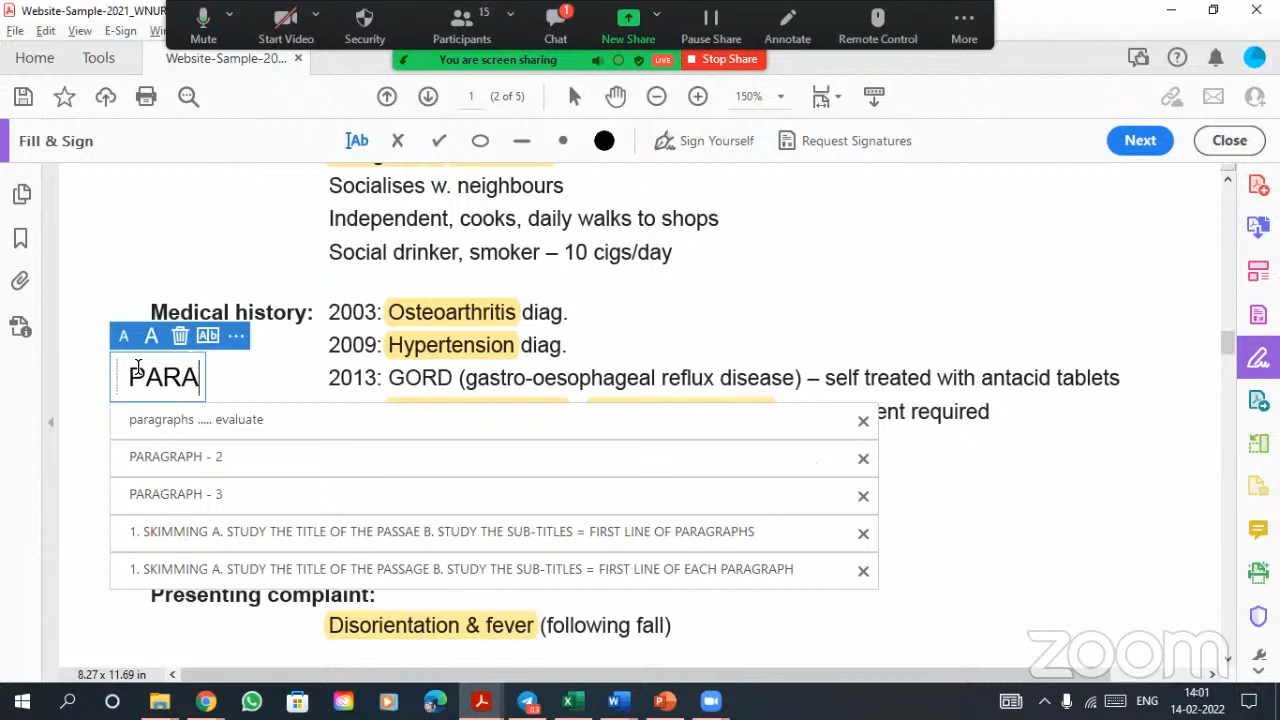 Website-Sample-2021_WNUR
File Edit View E-Sign
Mute
Start Video
Security
15
Participants
1
Chat
New Share
Pause Share
Annotate
Remote Control
More
You are screen sharing LIVE Stop Share
Home Tools Website-Sample-20...
1 (2 of 5) 150%
Fill & Sign Ab Sign Yourself Request Signatures Next Close
Socialises w. neighbours
Independent, cooks, daily walks to shops
Social drinker, smoker – 10 cigs/day
Medical history: 2003: Osteoarthritis diag.
2009: Hypertension diag.
A A Ab ...
PARA
2013: GORD (gastro-oesophageal reflux disease) – self treated with antacid tablets
ent required
paragraphs ..... evaluate
PARAGRAPH - 2
PARAGRAPH - 3
1. SKIMMING A. STUDY THE TITLE OF THE PASSAE B. STUDY THE SUB-TITLES = FIRST LINE OF PARAGRAPHS
1. SKIMMING A. STUDY THE TITLE OF THE PASSAGE B. STUDY THE SUB-TITLES = FIRST LINE OF EACH PARAGRAPH
Presenting complaint:
Disorientation & fever (following fall)
zoom
8.27 x 11.69 in
ENG
14:01
14-02-2022